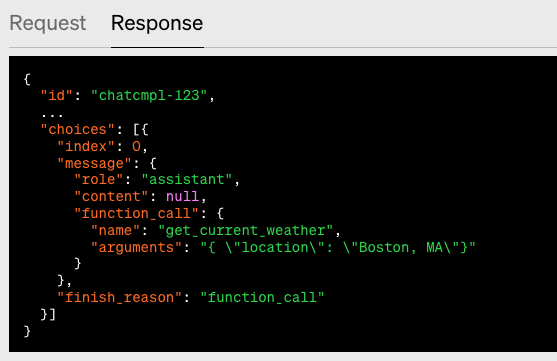 Request Response
{
"id": "chatcmpl-123",
...
"choices": [{
"index": 0,
"message": {
"role": "assistant",
"content": null,
"function_call": {
"name": "get_current_weather",
"arguments": "{ \"location\": \"Boston, MA\"}"
}
},
"finish_reason": "function_call"
}]
}